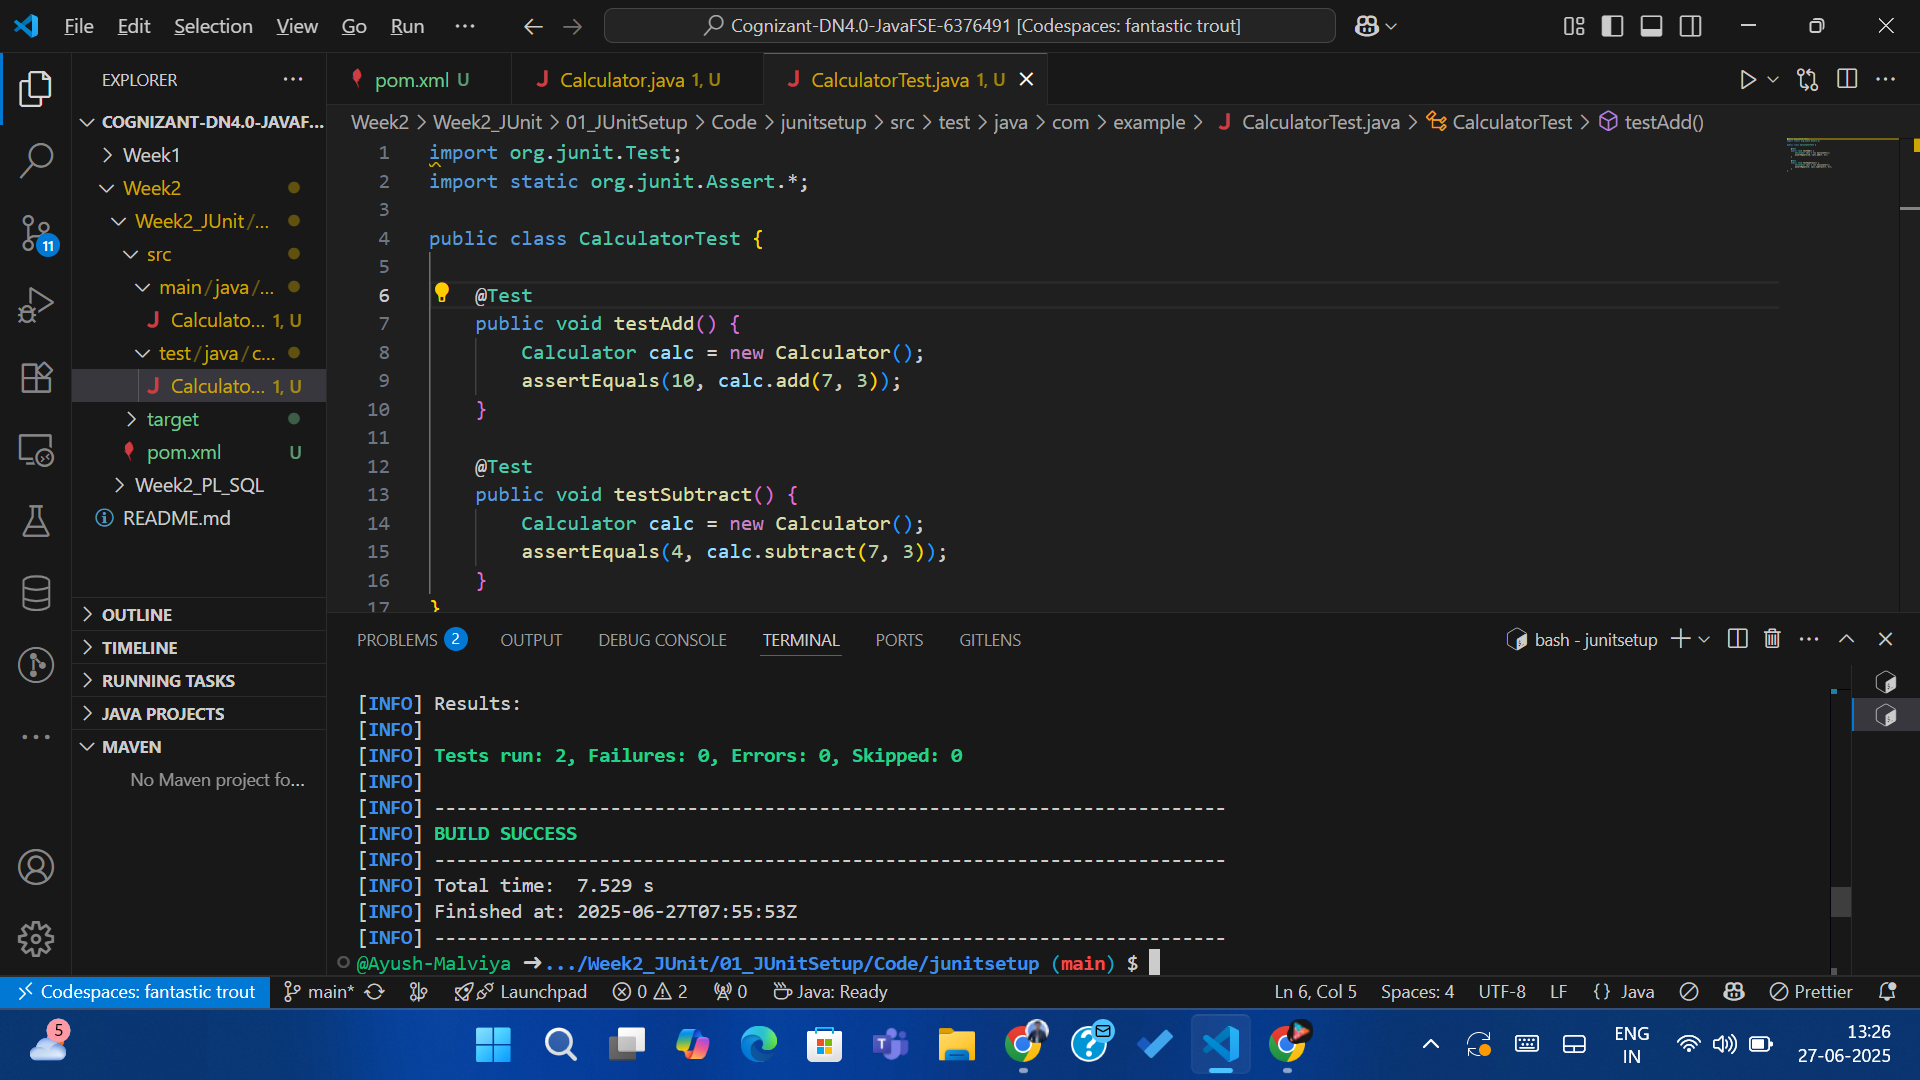 File Edit Selection View Go Run ···
Cognizant-DN4.0-JavaFSE-6376491 [Codespaces: fantastic trout]
EXPLORER
COGNIZANT-DN4.0-JAVAF...
Week1
Week2
Week2_JUnit/...
src
main/java/...
Calculato... 1, U
test/java/c...
Calculato... 1, U
target
pom.xml U
Week2_PL_SQL
README.md
OUTLINE
TIMELINE
RUNNING TASKS
JAVA PROJECTS
MAVEN
No Maven project fo...
11
pom.xml U
Calculator.java 1, U
CalculatorTest.java 1, U
Week2 > Week2_JUnit > 01_JUnitSetup > Code > junitsetup > src > test > java > com > example > CalculatorTest.java > CalculatorTest > testAdd()
1 import org.junit.Test;
2 import static org.junit.Assert.*;
3
4 public class CalculatorTest {
5
6 @Test
7 public void testAdd() {
8 Calculator calc = new Calculator();
9 assertEquals(10, calc.add(7, 3));
10 }
11
12 @Test
13 public void testSubtract() {
14 Calculator calc = new Calculator();
15 assertEquals(4, calc.subtract(7, 3));
16 }
17 }
PROBLEMS 2 OUTPUT DEBUG CONSOLE TERMINAL PORTS GITLENS
bash - junitsetup
[INFO] Results:
[INFO]
[INFO] Tests run: 2, Failures: 0, Errors: 0, Skipped: 0
[INFO]
[INFO] ------------------------------------------------------------------------
[INFO] BUILD SUCCESS
[INFO] ------------------------------------------------------------------------
[INFO] Total time:  7.529 s
[INFO] Finished at: 2025-06-27T07:55:53Z
[INFO] ------------------------------------------------------------------------
@Ayush-Malviya ➜.../Week2_JUnit/01_JUnitSetup/Code/junitsetup (main) $
Codespaces: fantastic trout main* Launchpad 0 2 0 Java: Ready
Ln 6, Col 5 Spaces: 4 UTF-8 LF {} Java Prettier
5
ENG
IN
13:26
27-06-2025